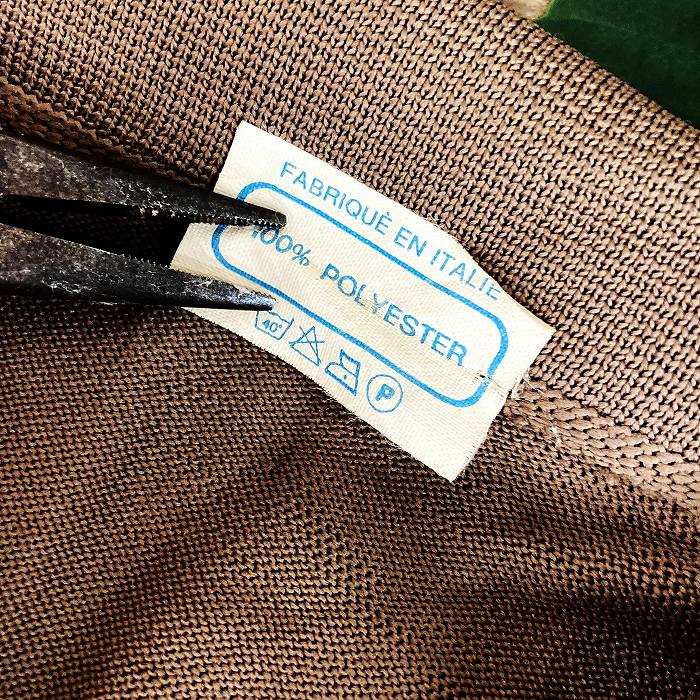 FABRIQUÉ EN ITALIE
100% POLYESTER
40° P